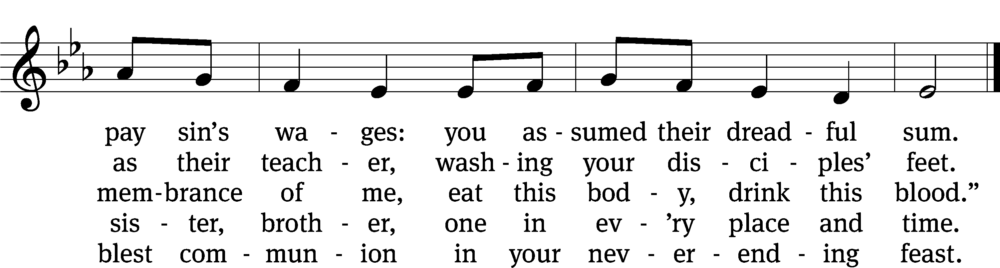 pay sin’s wa - ges: you as - sumed their dread - ful sum.
as their teach - er, wash - ing your dis - ci - ples’ feet.
mem - brance of me, eat this bod - y, drink this blood.”
sis - ter, broth - er, one in ev - ’ry place and time.
blest com - mun - ion in your nev - er - end - ing feast.